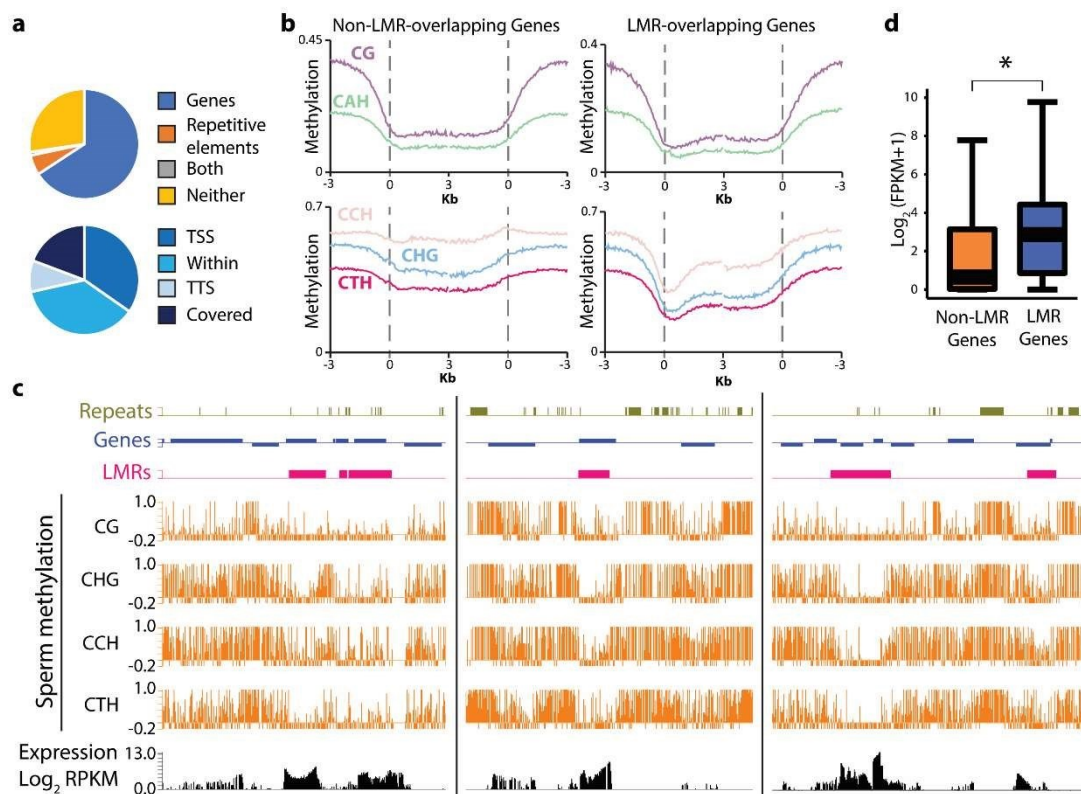 a
Genes
Repetitive
elements
Both
Neither
TSS
Within
TTS
Covered
b
Non-LMR-overlapping Genes
LMR-overlapping Genes
0.45
Methylation
0
CG
CAH
-3 0 3 0 -3
Kb
0.4
Methylation
0
-3 0 3 0 -3
Kb
0.7
Methylation
0
CCH
CHG
CTH
-3 0 3 0 -3
Kb
0.7
Methylation
0
-3 0 3 0 -3
Kb
d
*
Log2 (FPKM+1)
10
8
6
4
2
0
Non-LMR
Genes
LMR
Genes
c
Repeats
Genes
LMRs
Sperm methylation
CG
1.0
-0.2
CHG
1.0
-0.2
CCH
1.0
-0.2
CTH
1.0
-0.2
Expression
Log2 RPKM
13.0
0.0